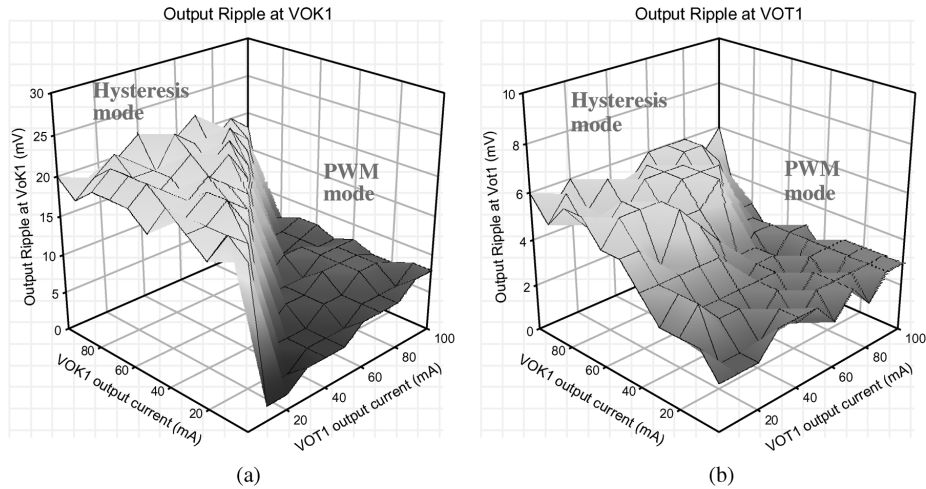 Output Ripple at VOK1
Hysteresis
mode
PWM
mode
Output Ripple at VoK1 (mV)
30
25
20
15
10
5
0
80
60
40
20
VOK1 output current (mA)
20
40
60
80
100
VOT1 output current (mA)
(a)
Output Ripple at VOT1
Hysteresis
mode
PWM
mode
Output Ripple at Vot1 (mV)
10
8
6
4
2
0
80
60
40
20
VOK1 output current (mA)
20
40
60
80
100
VOT1 output current (mA)
(b)